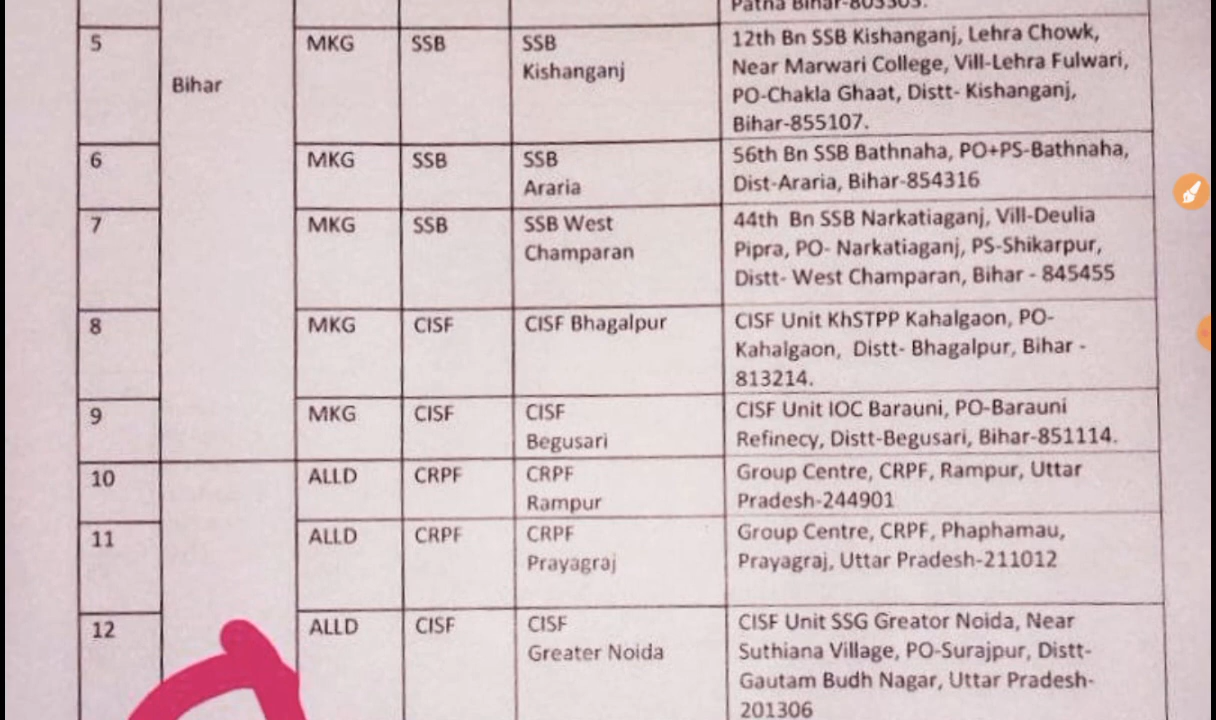 Patna Bihar-803303.
5
Bihar
MKG
SSB
SSB
Kishanganj
12th Bn SSB Kishanganj, Lehra Chowk,
Near Marwari College, Vill-Lehra Fulwari,
PO-Chakla Ghaat, Distt- Kishanganj,
Bihar-855107.
6
MKG
SSB
SSB
Araria
56th Bn SSB Bathnaha, PO+PS-Bathnaha,
Dist-Araria, Bihar-854316
7
MKG
SSB
SSB West
Champaran
44th Bn SSB Narkatiaganj, Vill-Deulia
Pipra, PO- Narkatiaganj, PS-Shikarpur,
Distt- West Champaran, Bihar - 845455
8
MKG
CISF
CISF Bhagalpur
CISF Unit KhSTPP Kahalgaon, PO-
Kahalgaon, Distt- Bhagalpur, Bihar -
813214.
9
MKG
CISF
CISF
Begusari
CISF Unit IOC Barauni, PO-Barauni
Refinecy, Distt-Begusari, Bihar-851114.
10
ALLD
CRPF
CRPF
Rampur
Group Centre, CRPF, Rampur, Uttar
Pradesh-244901
11
ALLD
CRPF
CRPF
Prayagraj
Group Centre, CRPF, Phaphamau,
Prayagraj, Uttar Pradesh-211012
12
ALLD
CISF
CISF
Greater Noida
CISF Unit SSG Greator Noida, Near
Suthiana Village, PO-Surajpur, Distt-
Gautam Budh Nagar, Uttar Pradesh-
201306